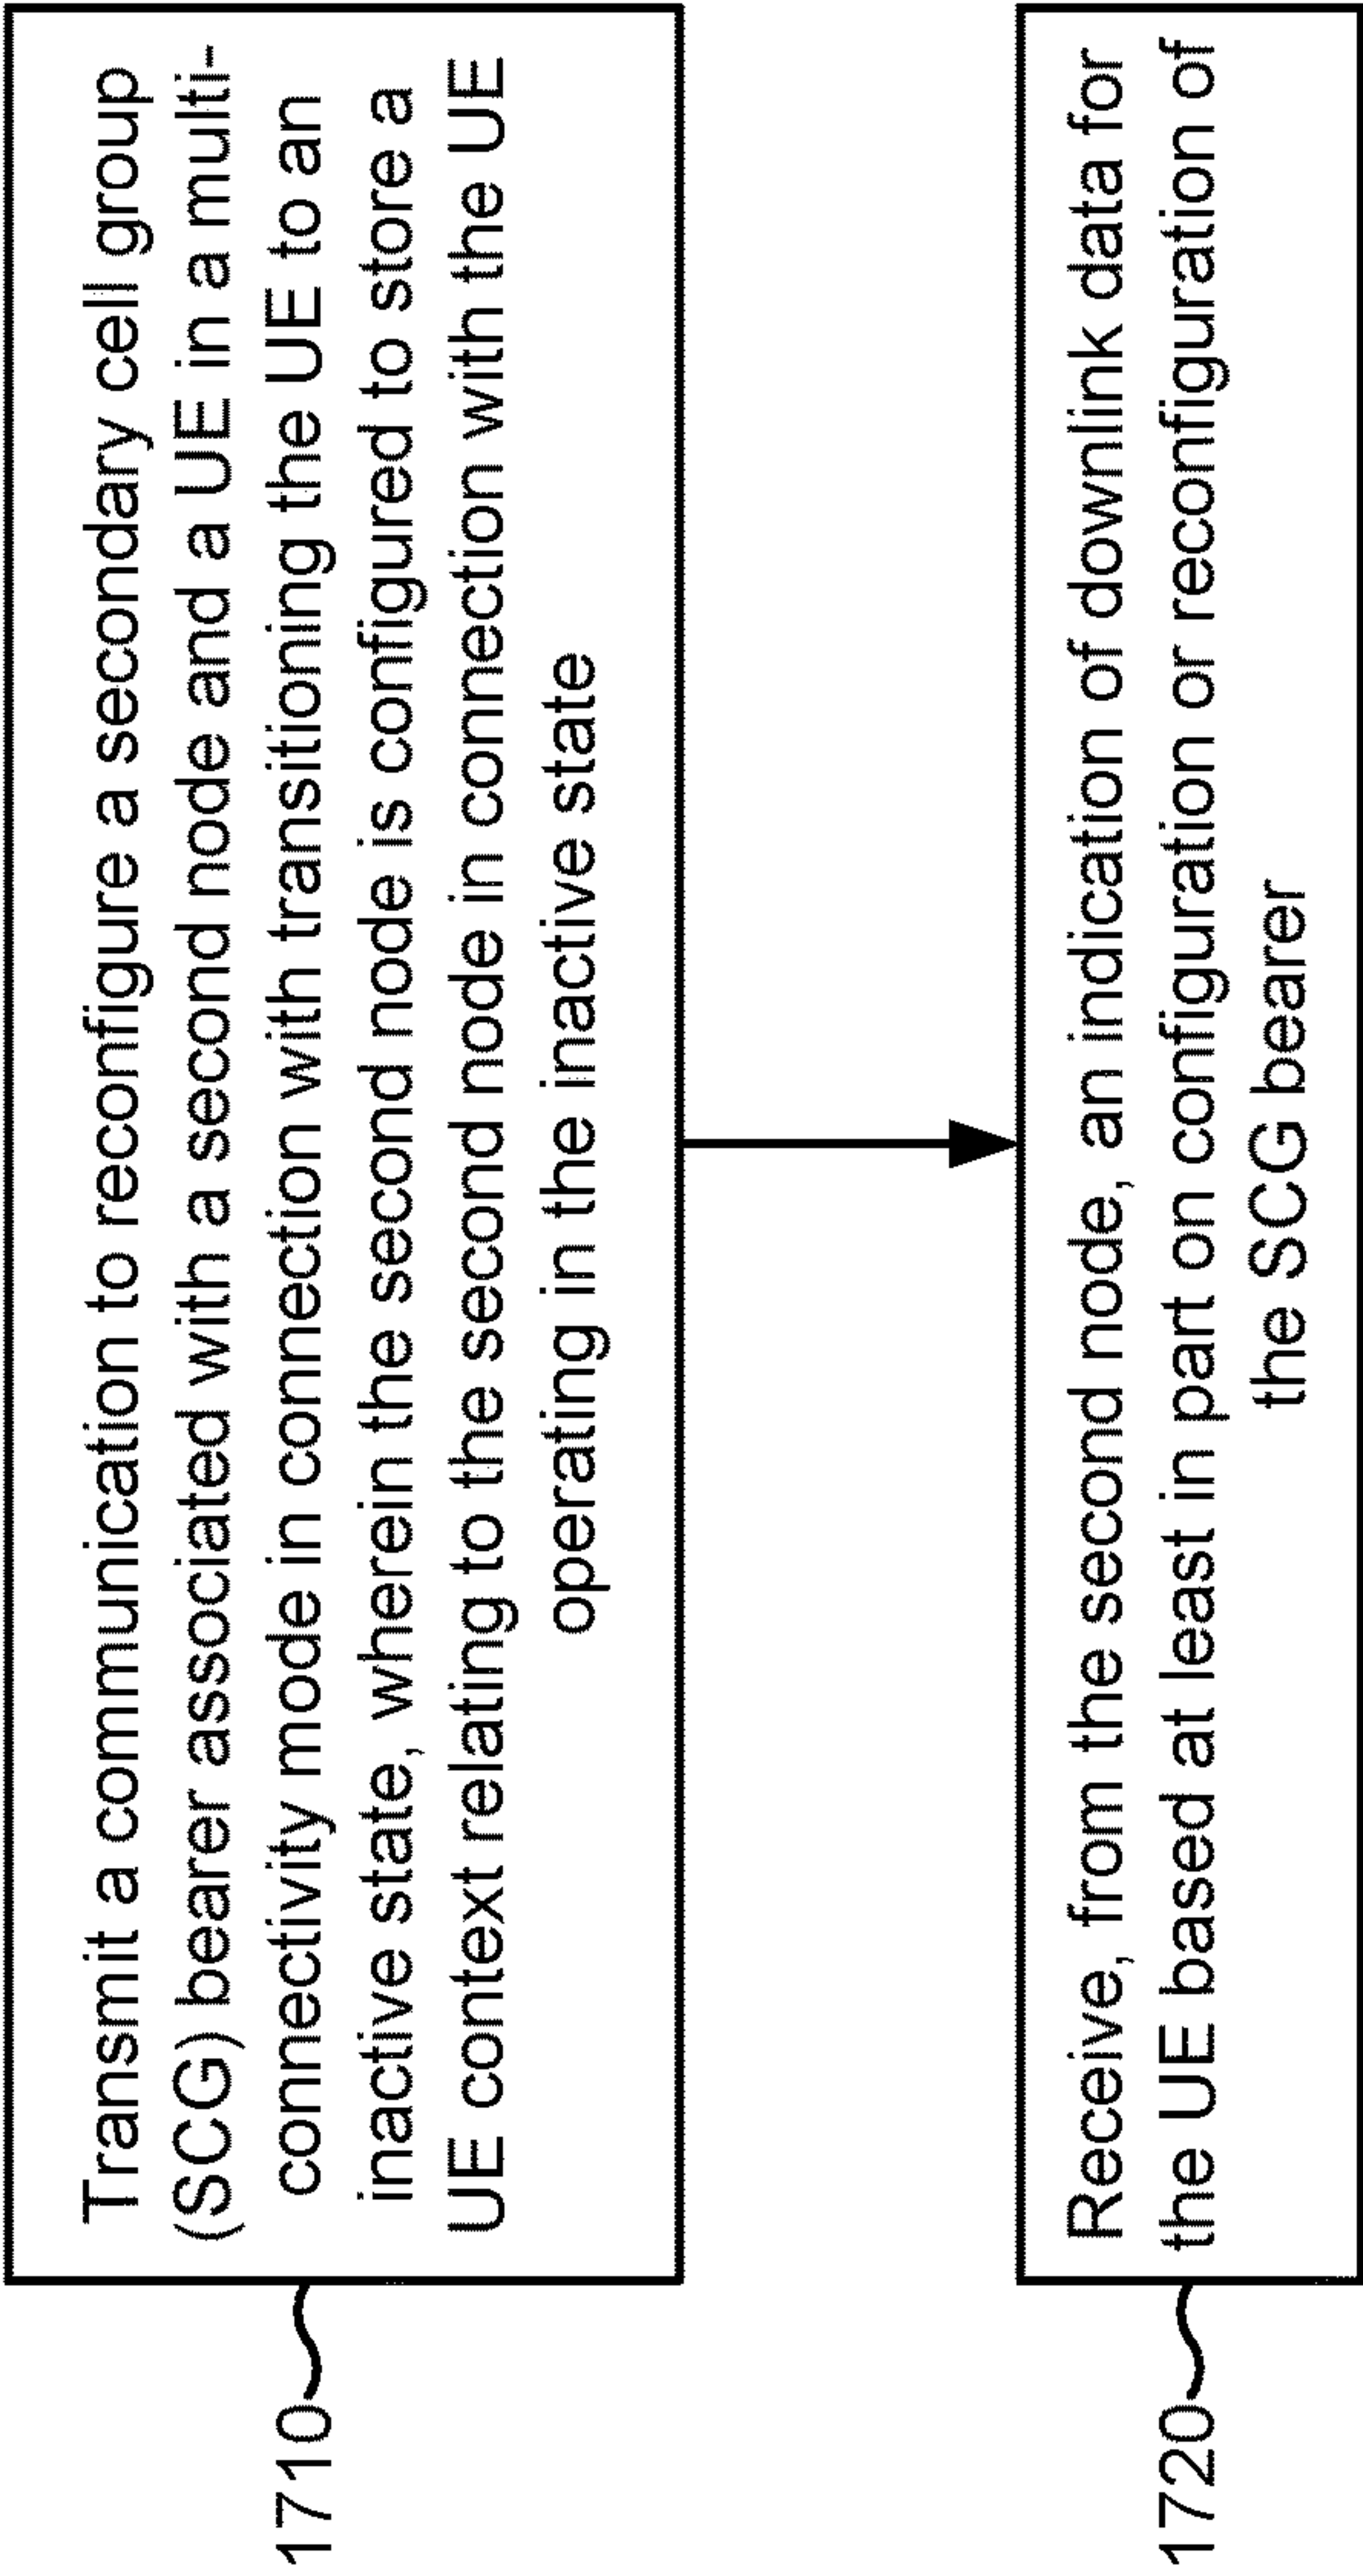 1710
Transmit a communication to reconfigure a secondary cell group
(SCG) bearer associated with a second node and a UE in a multi-
connectivity mode in connection with transitioning the UE to an
inactive state, wherein the second node is configured to store a
UE context relating to the second node in connection with the UE
operating in the inactive state
1720
Receive, from the second node, an indication of downlink data for
the UE based at least in part on configuration or reconfiguration of
the SCG bearer